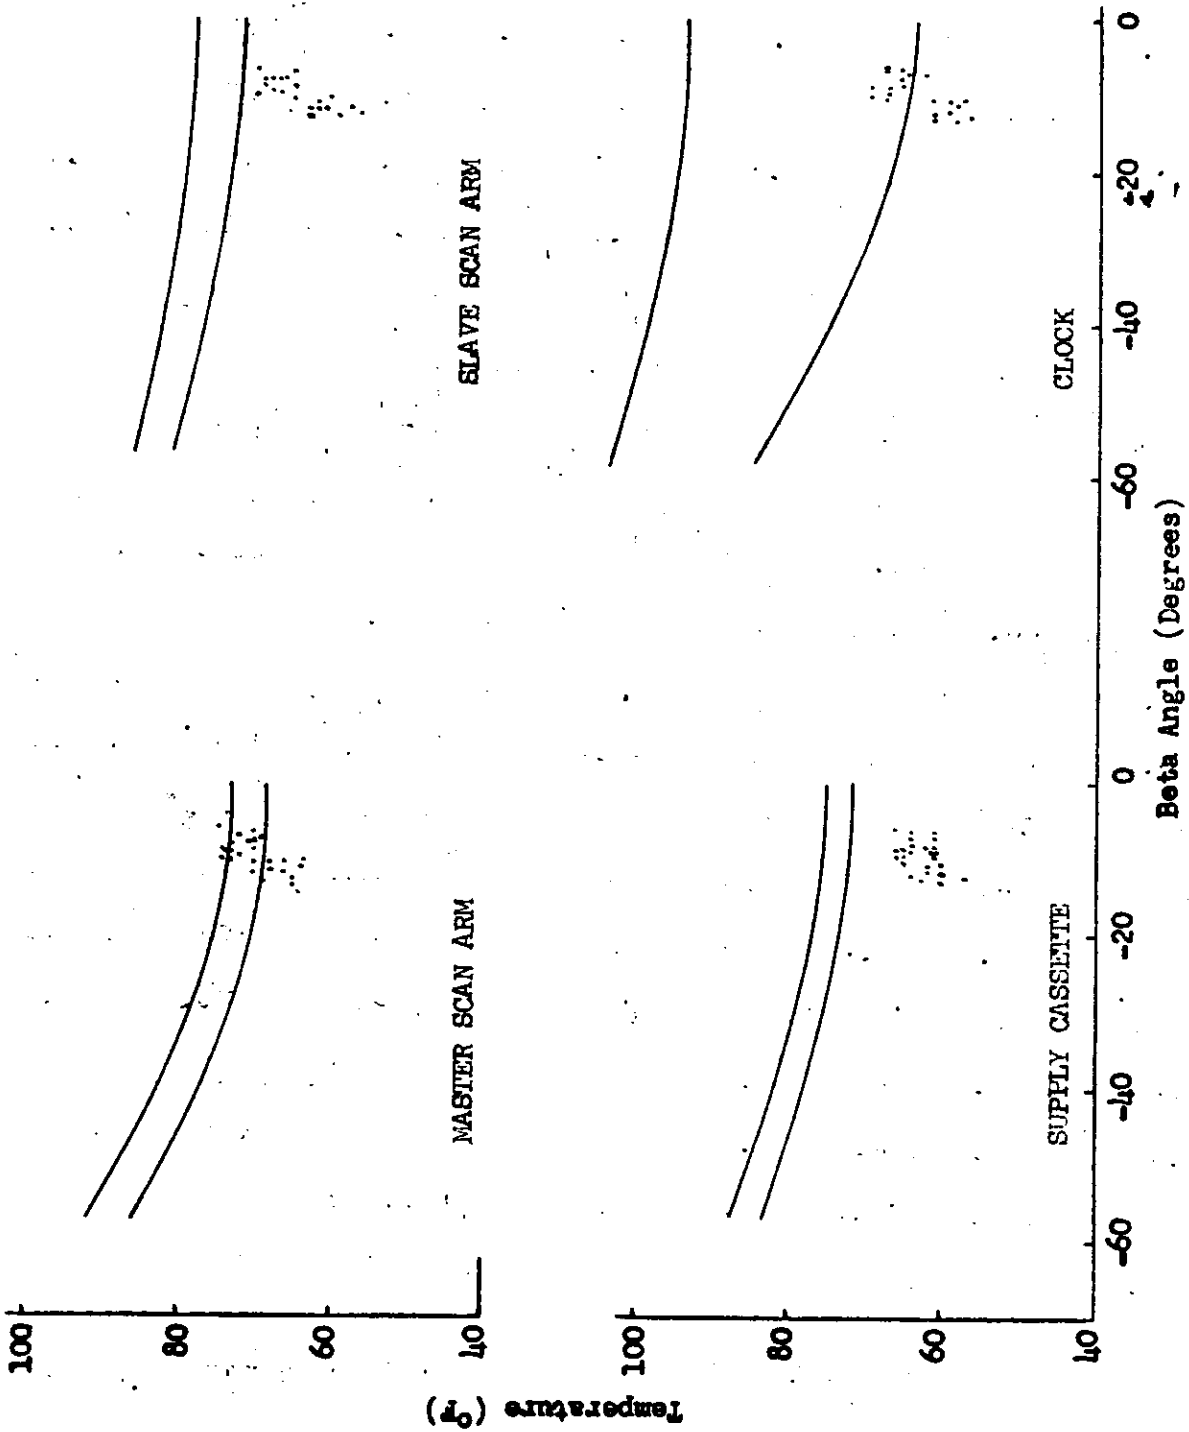 Temperature (°F)
100
80
60
40
MASTER SCAN ARM
SLAVE SCAN ARM
100
80
60
40
SUPPLY CASSETTE
CLOCK
-60
-40
-20
0
-60
-40
-20
0
Beta Angle (Degrees)